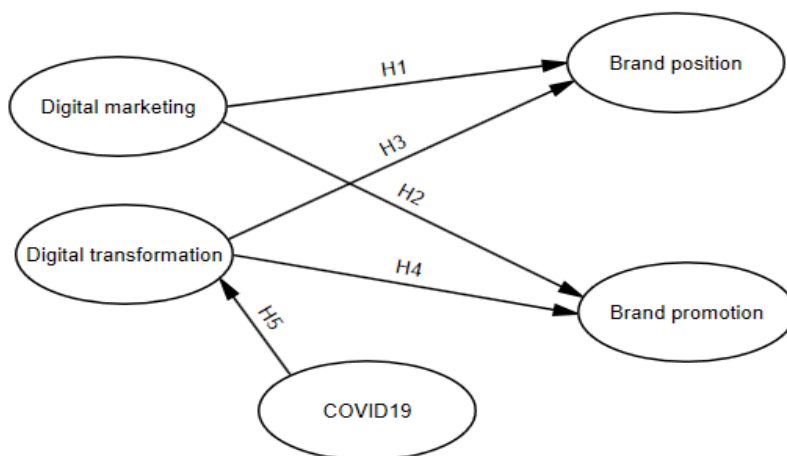 Brand position
H1
Digital marketing
H3
H2
Digital transformation
H4
Brand promotion
H5
COVID19